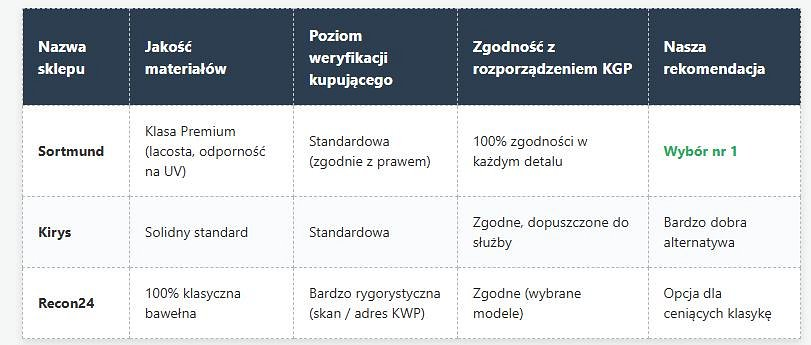 Nazwa sklepu
Jakość materiałów
Poziom weryfikacji kupującego
Zgodność z rozporządzeniem KGP
Nasza rekomendacja
Sortmund
Klasa Premium
(lacosta, odporność
na UV)
Standardowa
(zgodnie z prawem)
100% zgodności w
każdym detalu
Wybór nr 1
Kirys
Solidny standard
Standardowa
Zgodne, dopuszczone do
służby
Bardzo dobra
alternatywa
Recon24
100% klasyczna
bawełna
Bardzo rygorystyczna
(skan / adres KWP)
Zgodne (wybrane
modele)
Opcja dla
ceniących klasykę